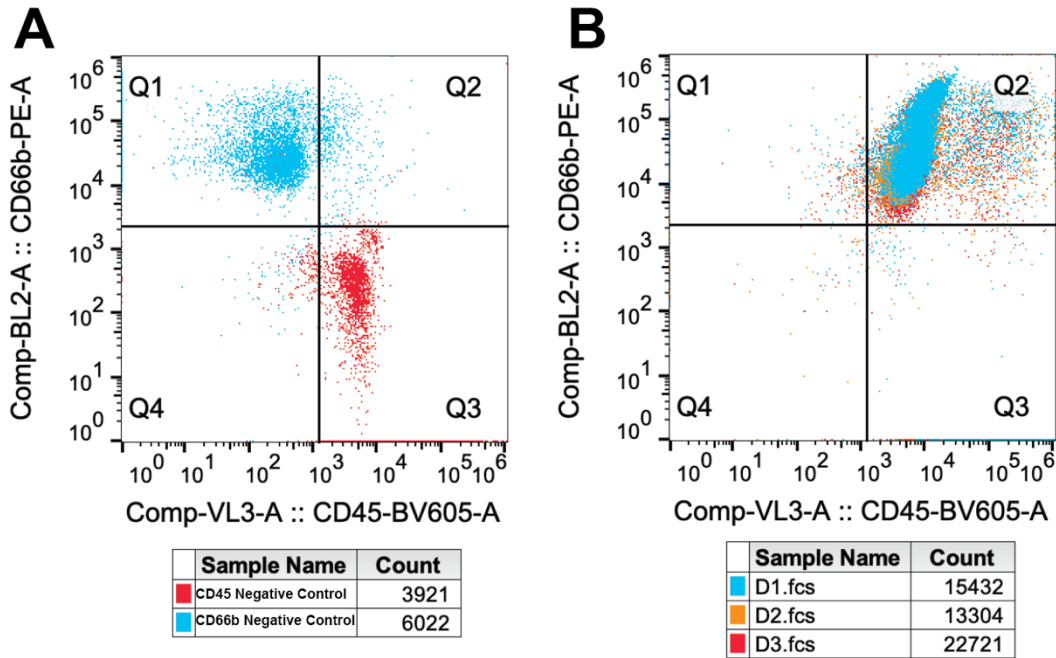 A
Comp-BL2-A :: CD66b-PE-A
10^6
10^5
10^4
10^3
10^2
10^1
10^0
Q1
Q2
Q4
Q3
10^0 10^1 10^2 10^3 10^4 10^5 10^6
Comp-VL3-A :: CD45-BV605-A
Sample Name Count
CD45 Negative Control 3921
CD66b Negative Control 6022
B
Comp-BL2-A :: CD66b-PE-A
10^6
10^5
10^4
10^3
10^2
10^1
10^0
Q1
Q2
Q4
Q3
10^0 10^1 10^2 10^3 10^4 10^5 10^6
Comp-VL3-A :: CD45-BV605-A
Sample Name Count
D1.fcs 15432
D2.fcs 13304
D3.fcs 22721